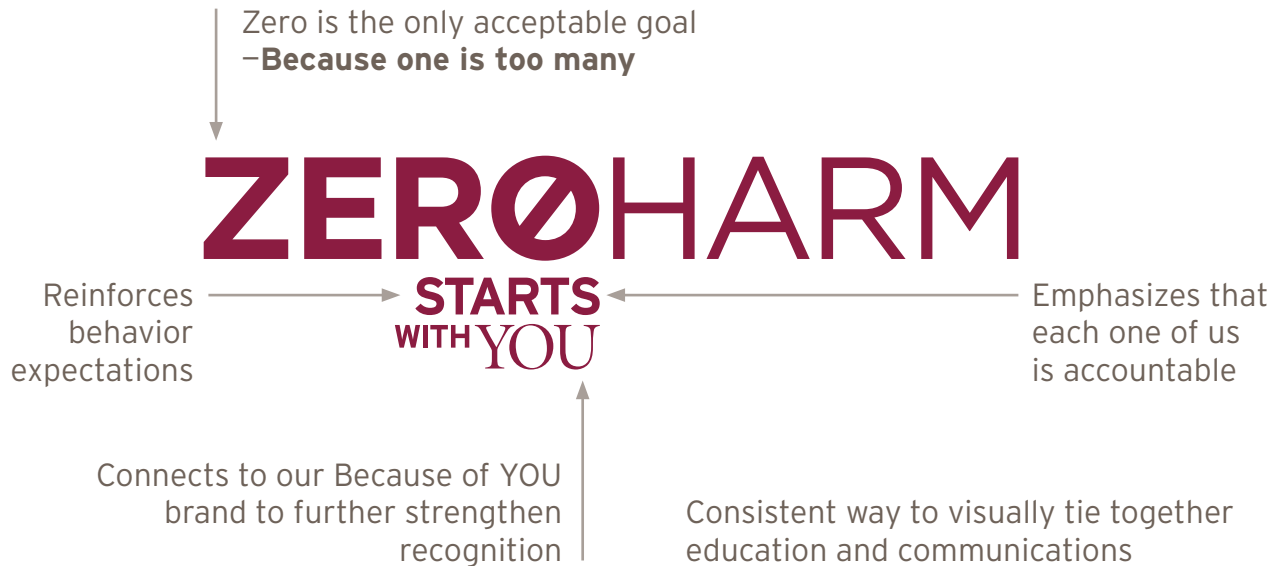 Zero is the only acceptable goal
–Because one is too many
ZERØHARM
STARTS
WITH YOU
Reinforces
behavior
expectations
Emphasizes that
each one of us
is accountable
Connects to our Because of YOU
brand to further strengthen
recognition
Consistent way to visually tie together
education and communications